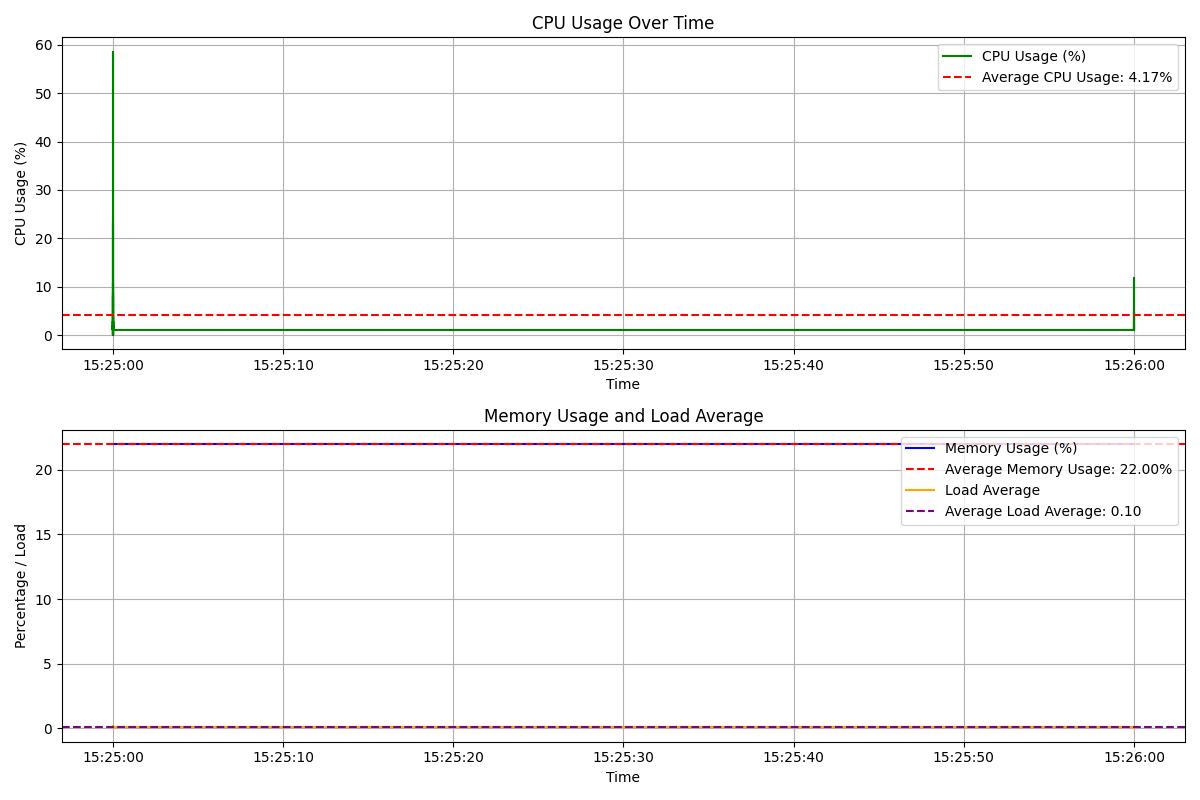 CPU Usage Over Time
60
50
40
30
20
10
0
CPU Usage (%)
CPU Usage (%)
Average CPU Usage: 4.17%
15:25:00 15:25:10 15:25:20 15:25:30 15:25:40 15:25:50 15:26:00
Time
Memory Usage and Load Average
20
15
10
5
0
Percentage / Load
Memory Usage (%)
Average Memory Usage: 22.00%
Load Average
Average Load Average: 0.10
15:25:00 15:25:10 15:25:20 15:25:30 15:25:40 15:25:50 15:26:00
Time